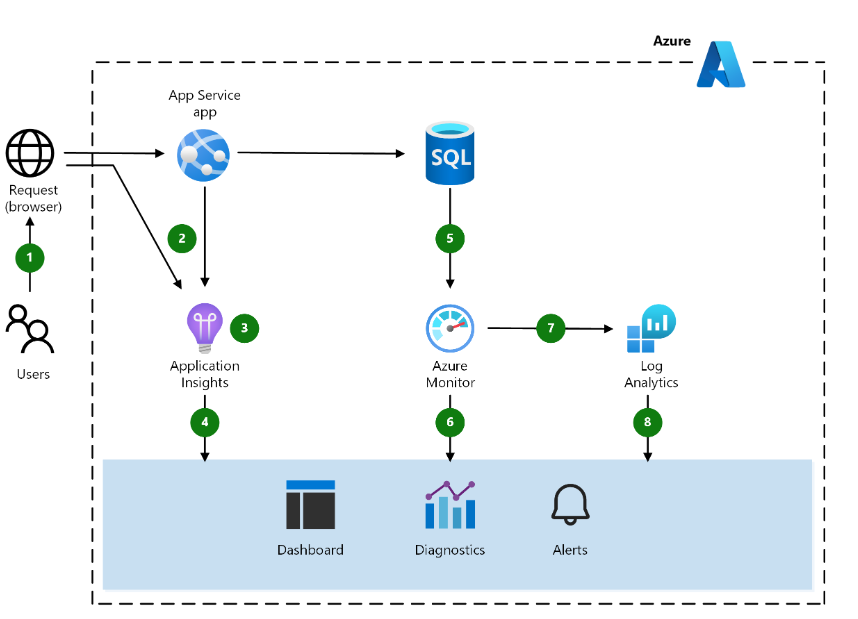 Azure
App Service
app
SQL
Request
(browser)
1
2
5
3
7
Users
Application
Insights
Azure
Monitor
Log
Analytics
4
6
8
Dashboard
Diagnostics
Alerts